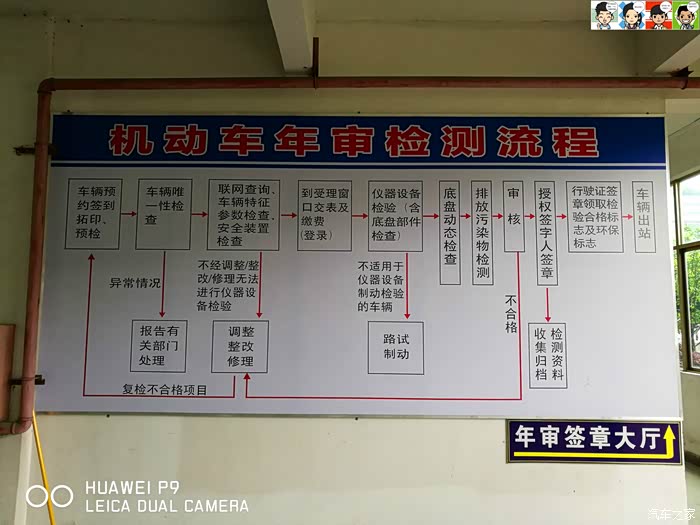 机动车年审检测流程
车辆预
约签到
拓印、
预检
车辆唯
一性检
查
联网查询、
车辆特征
参数检查、
安全装置
检查
到受理窗
口交表及
缴费
(登录)
仪器设备
检验（含
底盘部件
检查）
底盘动态检查
排放污染物检测
审核
授权签字人签章
行驶证签
章领取检
验合格标
志及环保
标志
车辆出站
异常情况
不经调整/整
改/修理无法
进行仪器设
备检验
不适用于
仪器设备
制动检验
的车辆
不合格
报告有
关部门
处理
调整
整改
修理
路试
制动
检测资料
收集归档
复检不合格项目
年审签章大厅
HUAWEI P9
LEICA DUAL CAMERA
汽车之家